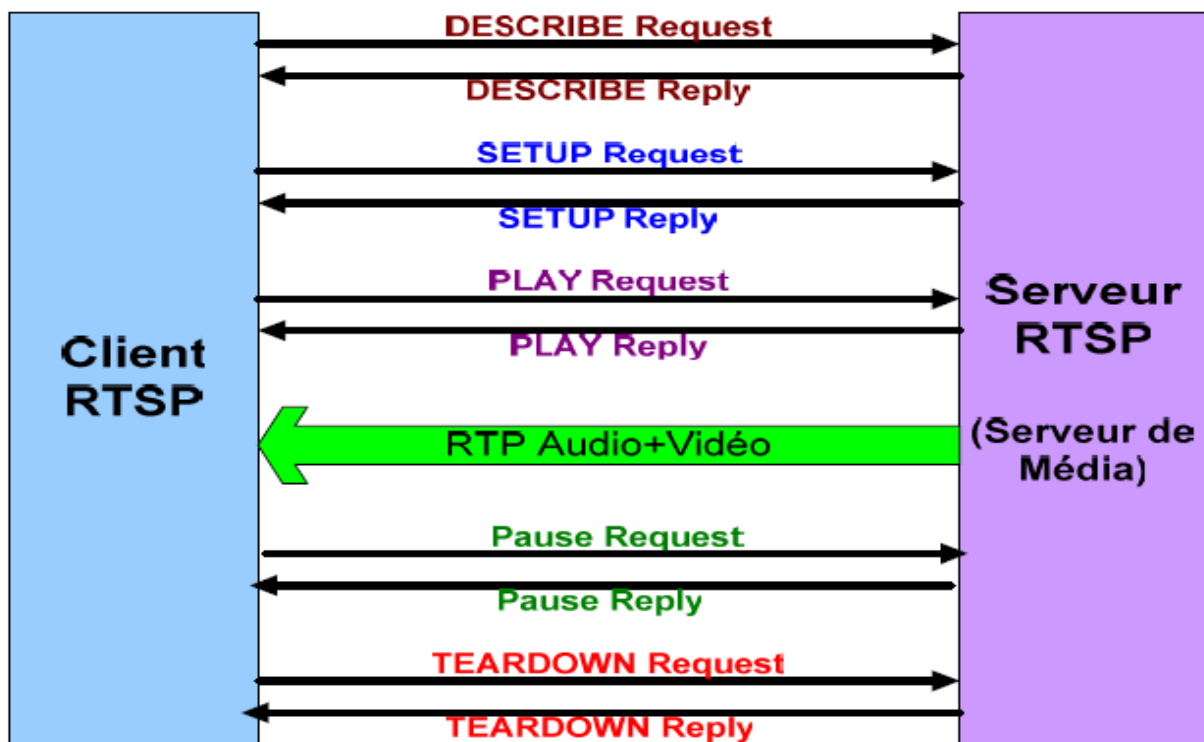 DESCRIBE Request
DESCRIBE Reply
SETUP Request
SETUP Reply
PLAY Request
PLAY Reply
Client
RTSP
Serveur
RTSP
(Serveur de
Média)
RTP Audio+Vidéo
Pause Request
Pause Reply
TEARDOWN Request
TEARDOWN Reply